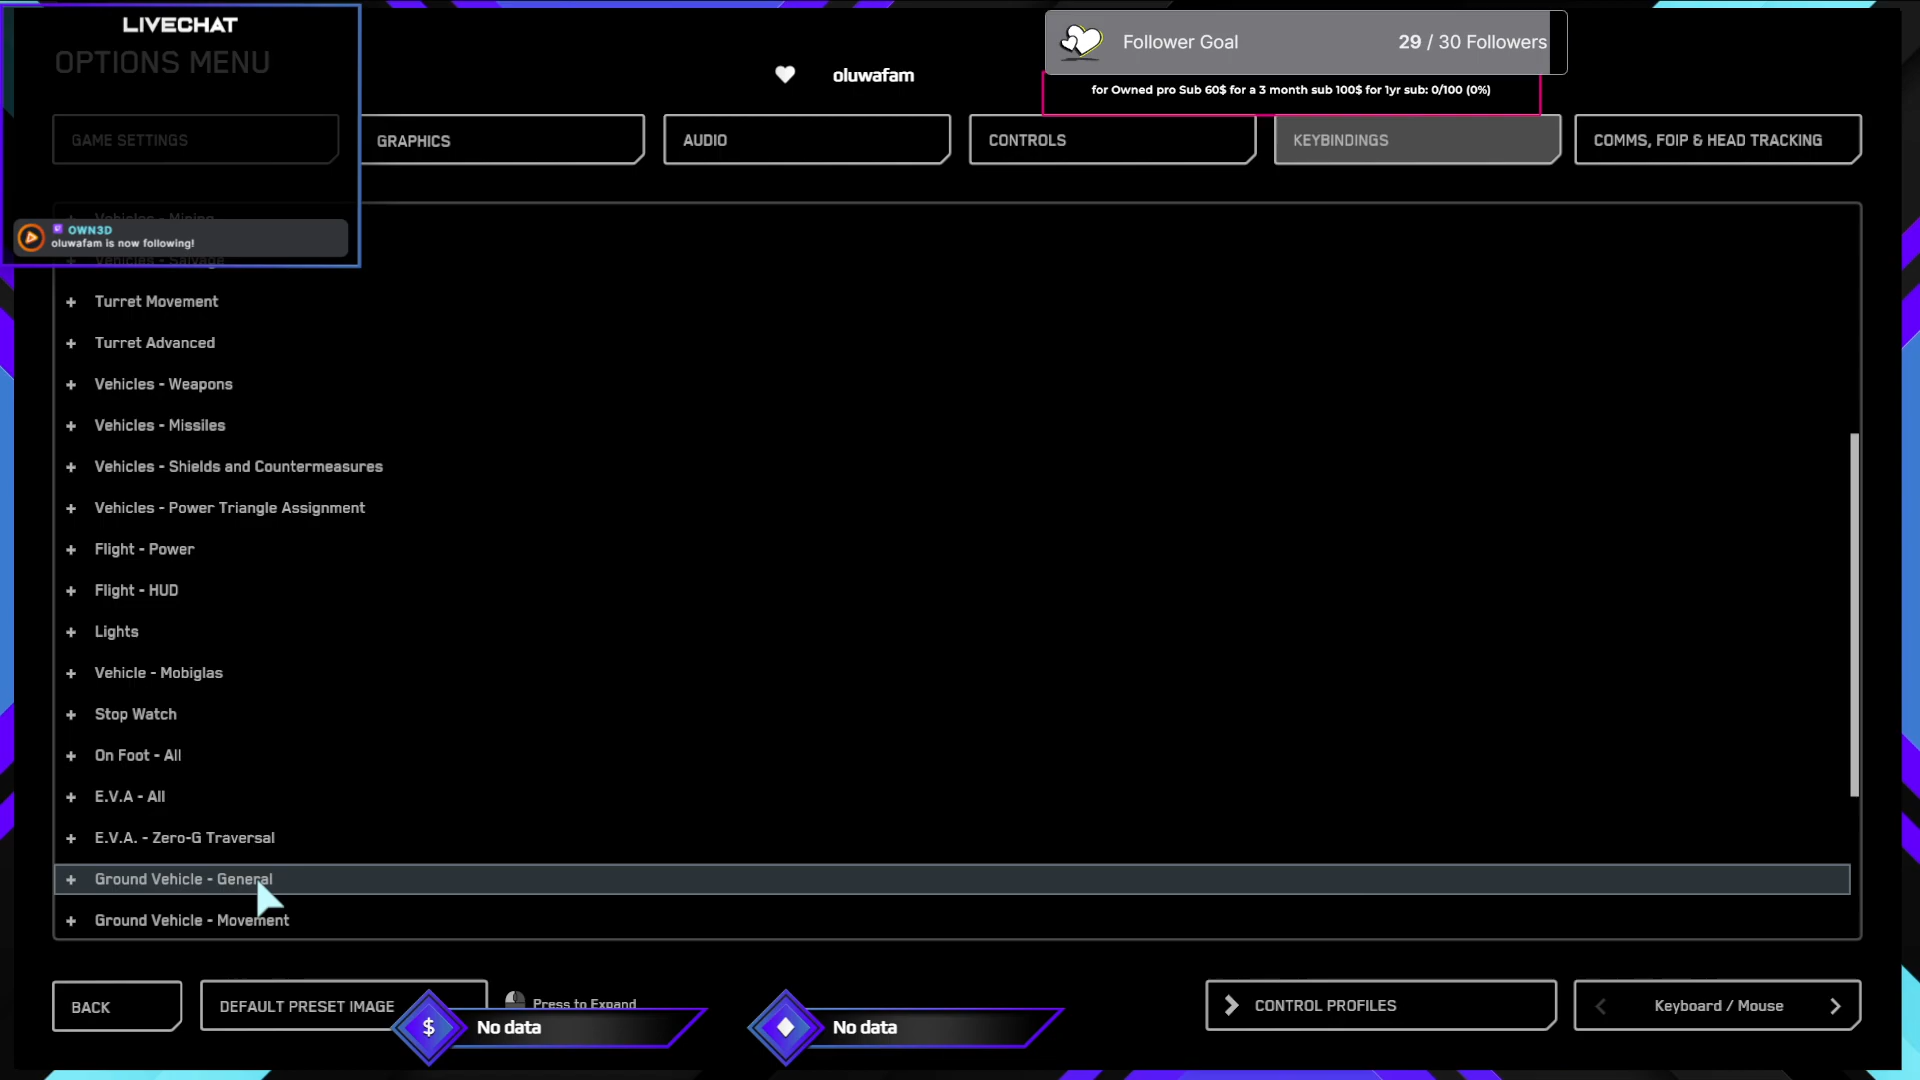 LIVECHAT
OPTIONS MENU
Follower Goal
29 / 30 Followers
oluwafam
for Owned pro Sub 60$ for a 3 month sub 100$ for 1yr sub: 0/100 (0%)
GAME SETTINGS
GRAPHICS
AUDIO
CONTROLS
KEYBINDINGS
COMMS, FOIP & HEAD TRACKING
Vehicles - Mining
OWN3D
oluwafam is now following!
Vehicles - Salvage
+ Turret Movement
+ Turret Advanced
+ Vehicles - Weapons
+ Vehicles - Missiles
+ Vehicles - Shields and Countermeasures
+ Vehicles - Power Triangle Assignment
+ Flight - Power
+ Flight - HUD
+ Lights
+ Vehicle - Mobiglas
+ Stop Watch
+ On Foot - All
+ E.V.A - All
+ E.V.A. - Zero-G Traversal
+ Ground Vehicle - General
+ Ground Vehicle - Movement
BACK
DEFAULT PRESET IMAGE
Press to Expand
$ No data
No data
CONTROL PROFILES
Keyboard / Mouse